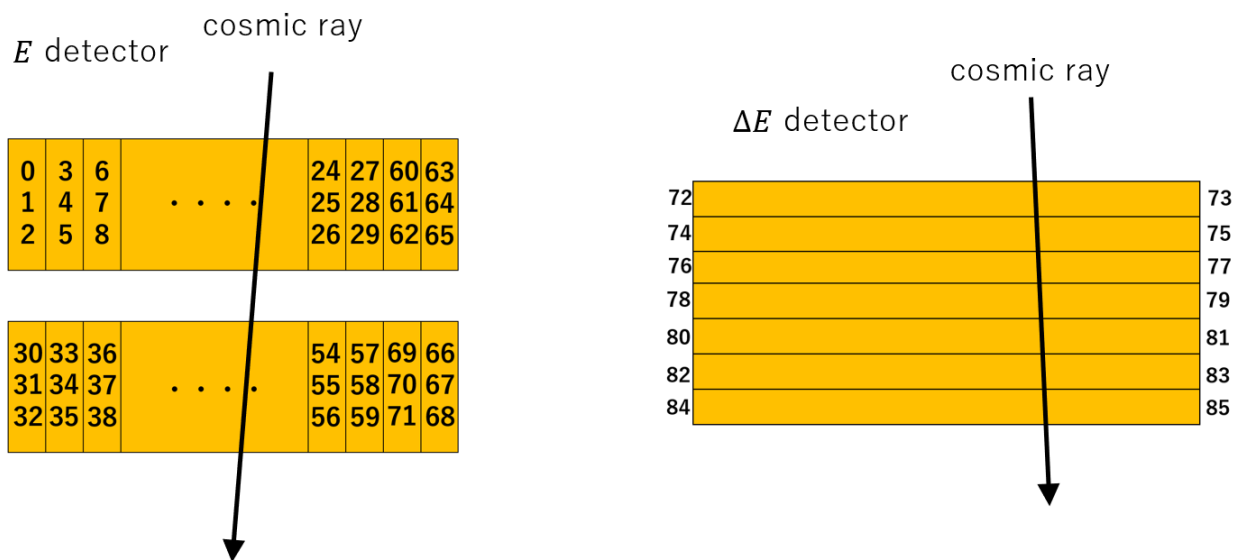 cosmic ray
E detector
0 3 6 24 27 60 63
1 4 7 . . . . 25 28 61 64
2 5 8 26 29 62 65
30 33 36 54 57 69 66
31 34 37 . . . . 55 58 70 67
32 35 38 56 59 71 68
cosmic ray
ΔE detector
72 73
74 75
76 77
78 79
80 81
82 83
84 85